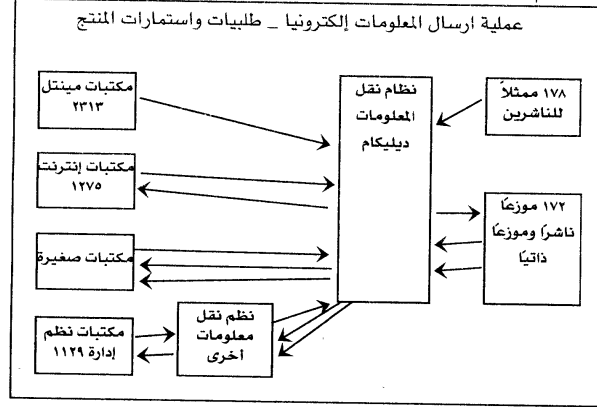 عملية ارسال المعلومات إلكترونيا _ طلبيات واستمارات المنتج
١٧٨ ممثلاً
للناشرين
نظام نقل
المعلومات
ديليكام
مكتبات مينتل
٢٣١٣
مكتبات إنترنت
١٢٧٥
١٧٢ موزعًا
ناشرًا وموزعًا
ذاتيًا
مكتبات صغيرة
نظم نقل
معلومات
أخرى
مكتبات نظم
إدارة ١١٢٩